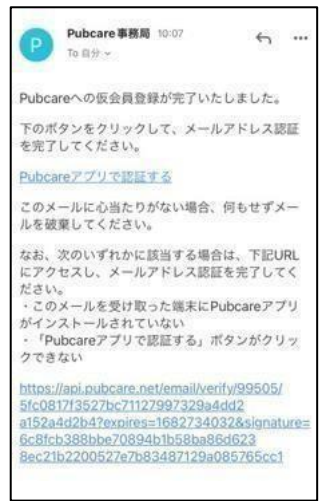 P
Pubcare事務局 10:07
To 自分
Pubcareへの仮会員登録が完了いたしました。
下のボタンをクリックして、メールアドレス認証
を完了してください。
Pubcareアプリで認証する
このメールに心当たりがない場合、何もせずメー
ルを破棄してください。
なお、次のいずれかに該当する場合は、下記URL
にアクセスし、メールアドレス認証を完了してく
ださい。
・このメールを受け取った端末にPubcareアプリ
がインストールされていない
・「Pubcareアプリで認証する」ボタンがクリッ
クできない
https://api.pubcare.net/email/verify/99505/
5fc0817f3527bc71127997329a4dd2
a152a4d2b4?expires=1682734032&signature=
6c8fcb388bbe70894b1b58ba86d623
8ec21b2200527e7b83487129a085765cc1